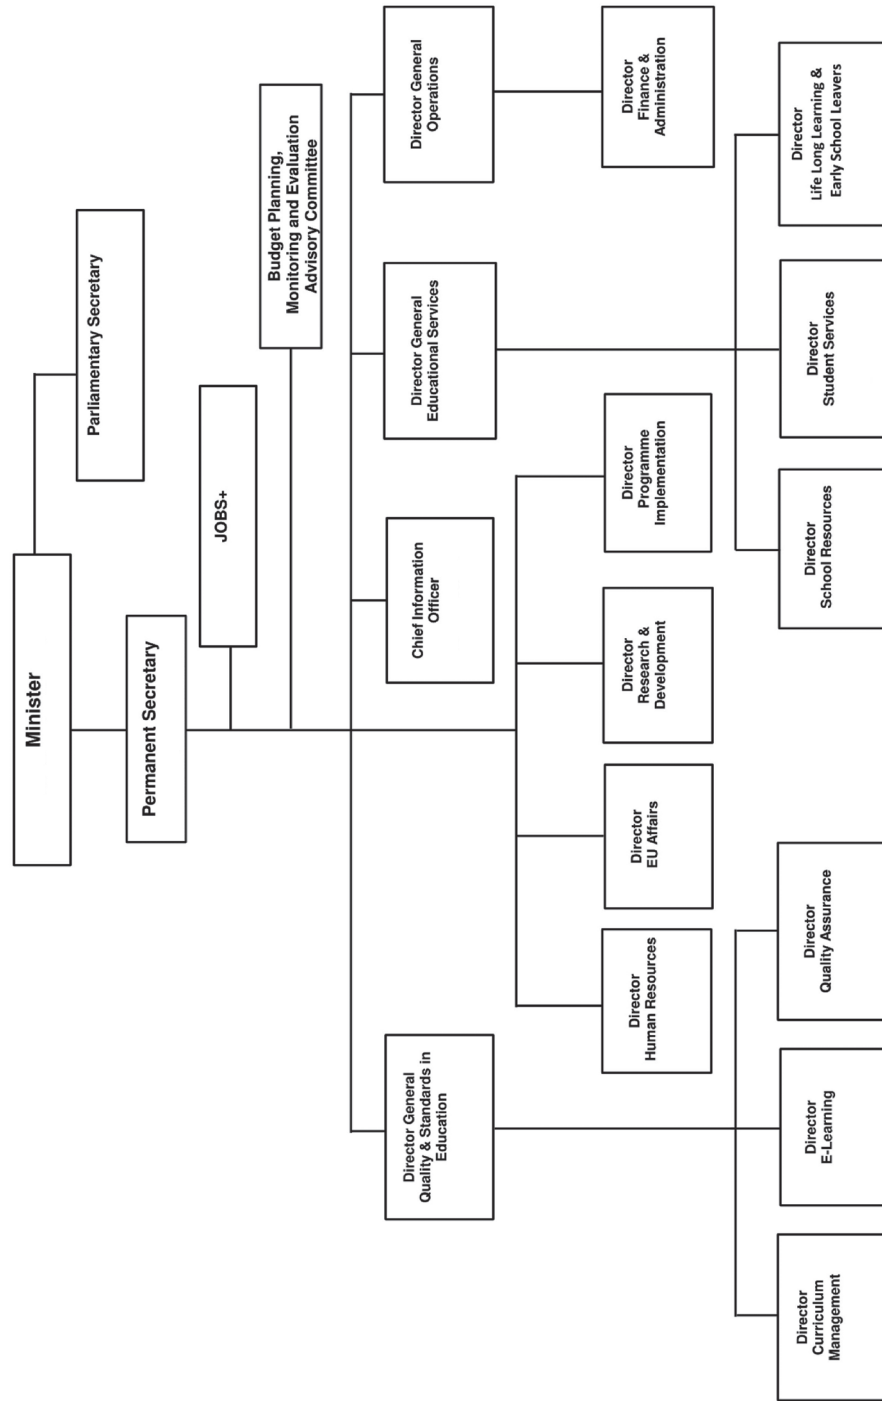 Minister
Parliamentary Secretary
Permanent Secretary
JOBS+
Budget Planning,
Monitoring and Evaluation
Advisory Committee
Director General
Quality & Standards in
Education
Chief Information
Officer
Director General
Educational Services
Director General
Operations
Director
Human Resources
Director
EU Affairs
Director
Research &
Development
Director
Programme
Implementation
Director
Finance &
Administration
Director
Curriculum
Management
Director
E-Learning
Director
Quality Assurance
Director
School Resources
Director
Student Services
Director
Life Long Learning &
Early School Leavers